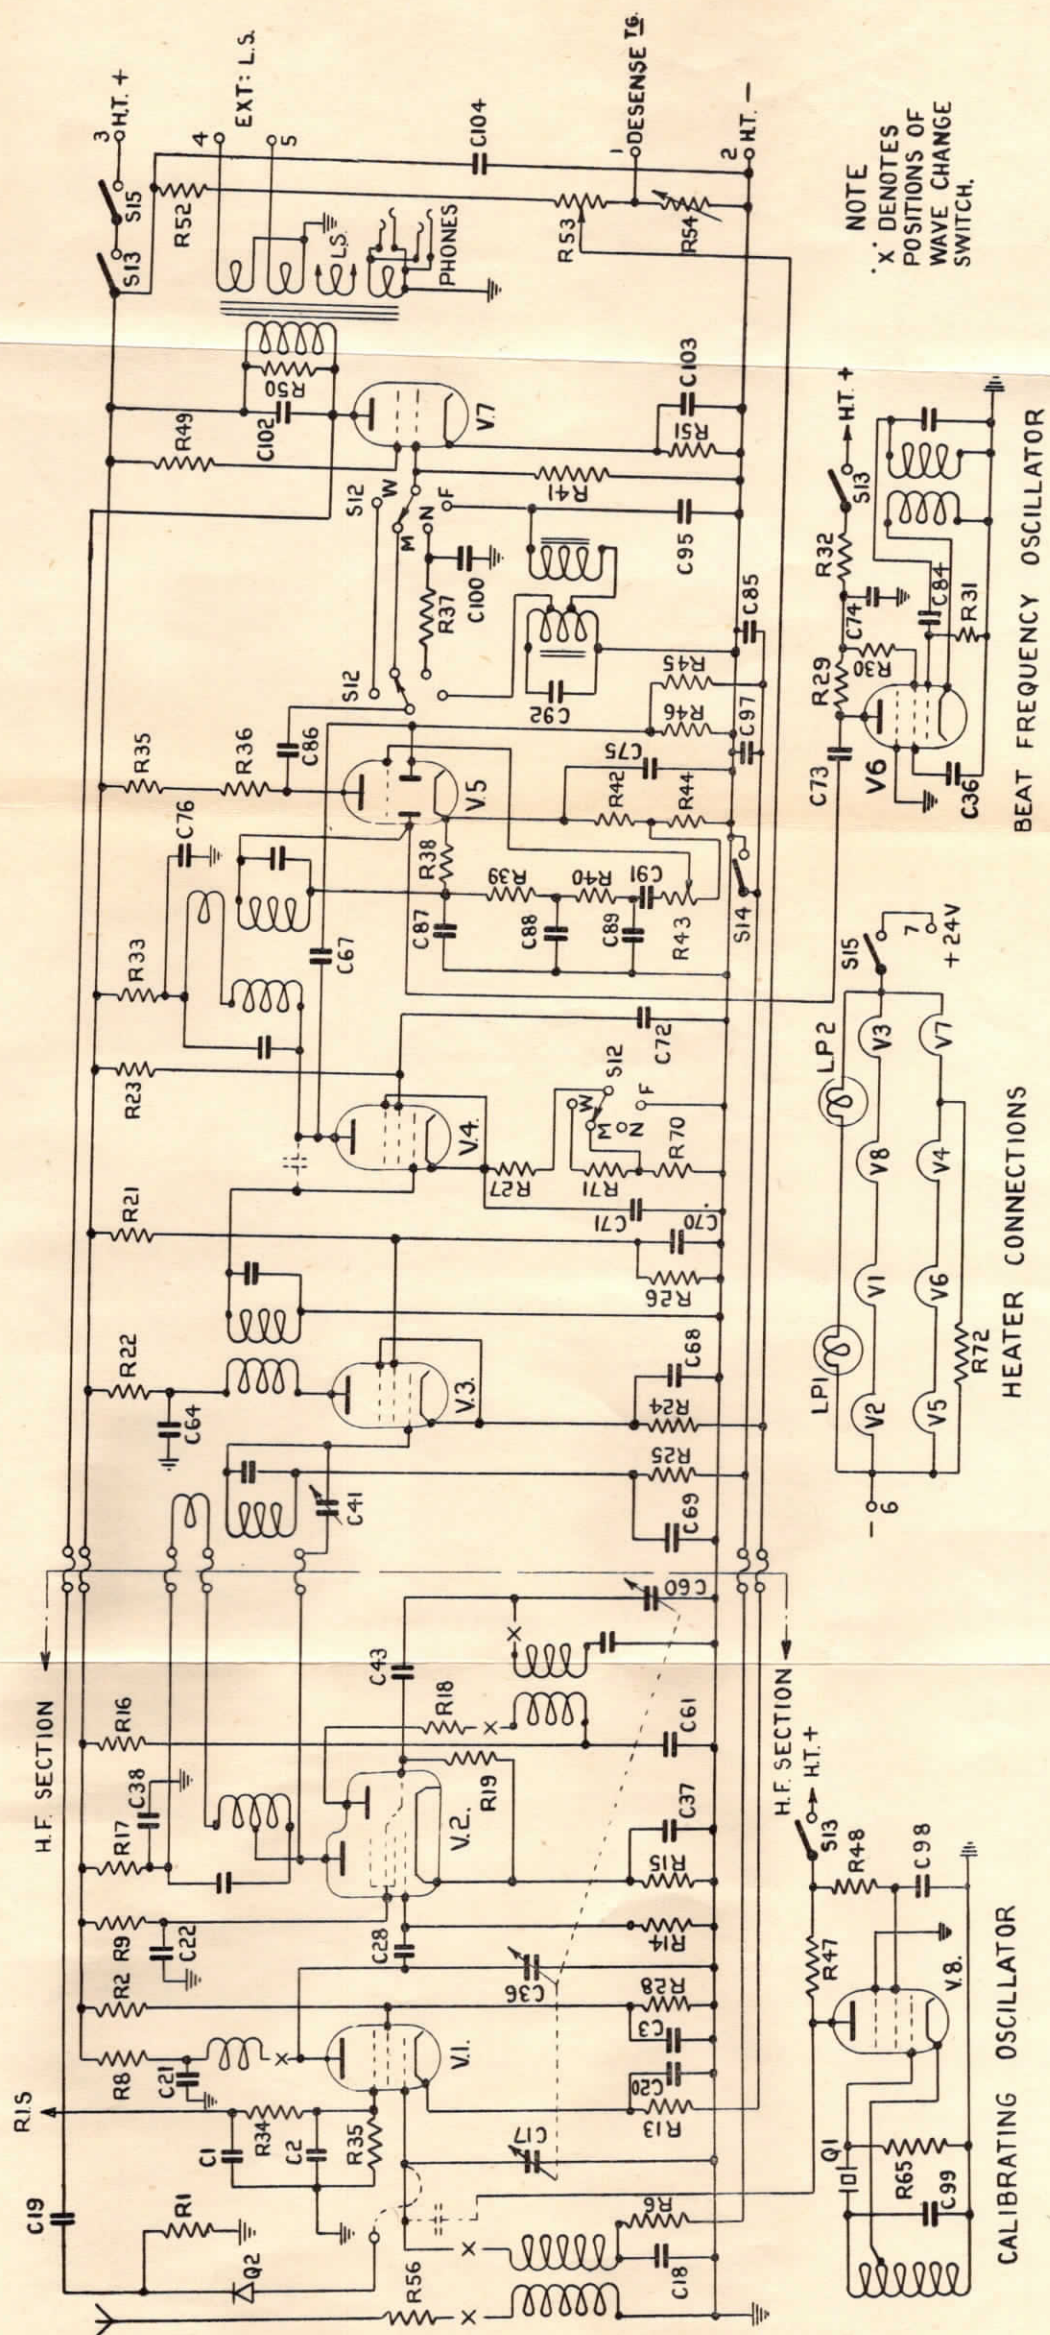 C19
R1
Q2
R.I.S
R56
C1
R34
C2
R35
C18
R6
C17
R13
C20
C3
R28
R8
C21
R2
V.1.
C36
R9
C22
C28
R14
R17
C38
R16
V.2.
R15
C37
R19
R18
C61
C43
C60
H.F. SECTION
H.F. SECTION
C41
C69
R25
R22
C64
V.3.
R24
C68
R26
C70
R21
C71
R27
R71
R70
S12
W
M
N
F
V.4.
R23
C72
R33
C76
C67
C87
R38
R39
C88
R40
C89
C91
R43
S14
V.5
R35
R36
C86
R42
C75
R44
R46
R45
C97
C85
S12
S12
W
M
N
F
R37
C100
C92
C95
R41
R49
C102
R50
V.7
R51
C103
S13
S15
3
H.T. +
R52
4
EXT: L.S.
5
L.S.
PHONES
C104
R53
R54
1
DESENSE T6.
2
H.T. -
X
X
X
X
X
NOTE
"X" DENOTES
POSITIONS OF
WAVE CHANGE
SWITCH.
Q1
R65
C99
V.8.
R47
R48
C98
S13
H.T.+
CALIBRATING OSCILLATOR
- 6
LP1
LP2
V2
V1
V8
V3
V5
V6
V4
V7
R72
S15
7
+ 24V
HEATER CONNECTIONS
C73
R29
R32
S13
H.T. +
C74
R30
V6
C36
C84
R31
BEAT FREQUENCY OSCILLATOR